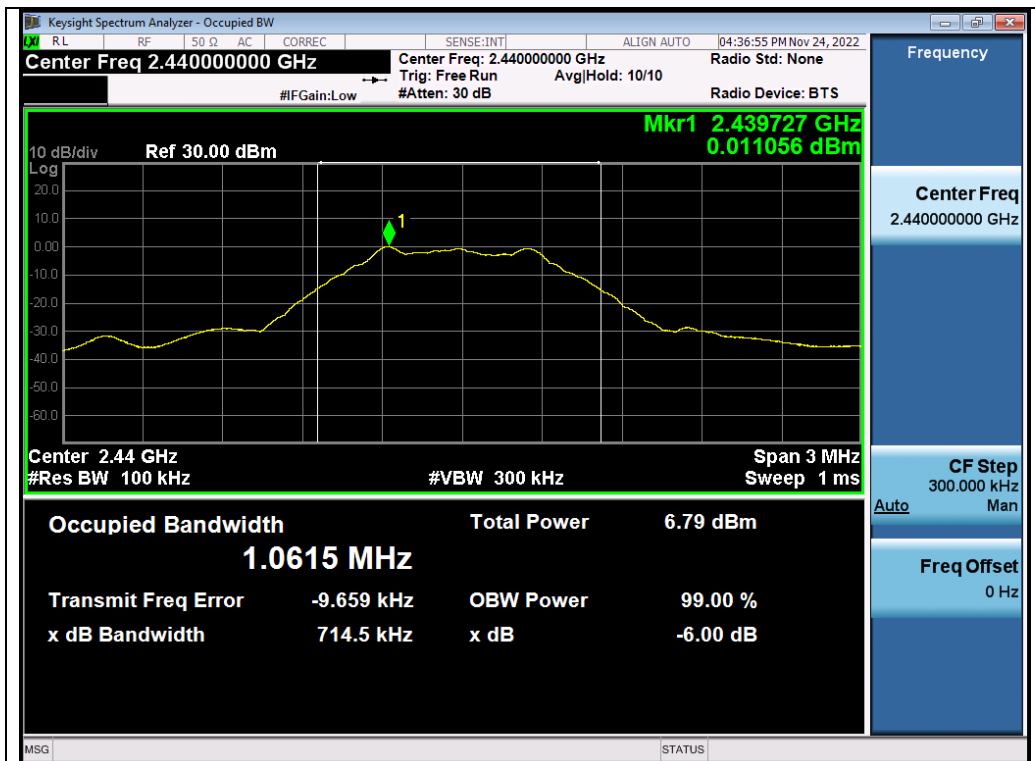 Keysight Spectrum Analyzer - Occupied BW
LXI RL RF 50 Ω AC CORREC SENSE:INT ALIGN AUTO 04:36:55 PM Nov 24, 2022
Center Freq 2.440000000 GHz
Center Freq: 2.440000000 GHz
Radio Std: None
Trig: Free Run Avg|Hold: 10/10
#IFGain:Low
#Atten: 30 dB
Radio Device: BTS
Frequency
Mkr1 2.439727 GHz
0.011056 dBm
10 dB/div Ref 30.00 dBm
Log
20.0
10.0
0.00
-10.0
-20.0
-30.0
-40.0
-50.0
-60.0
1
Center 2.44 GHz Span 3 MHz
#Res BW 100 kHz #VBW 300 kHz Sweep 1 ms
Center Freq
2.440000000 GHz
CF Step
300.000 kHz
Auto Man
Freq Offset
0 Hz
Occupied Bandwidth Total Power 6.79 dBm
1.0615 MHz
Transmit Freq Error -9.659 kHz OBW Power 99.00 %
x dB Bandwidth 714.5 kHz x dB -6.00 dB
MSG STATUS